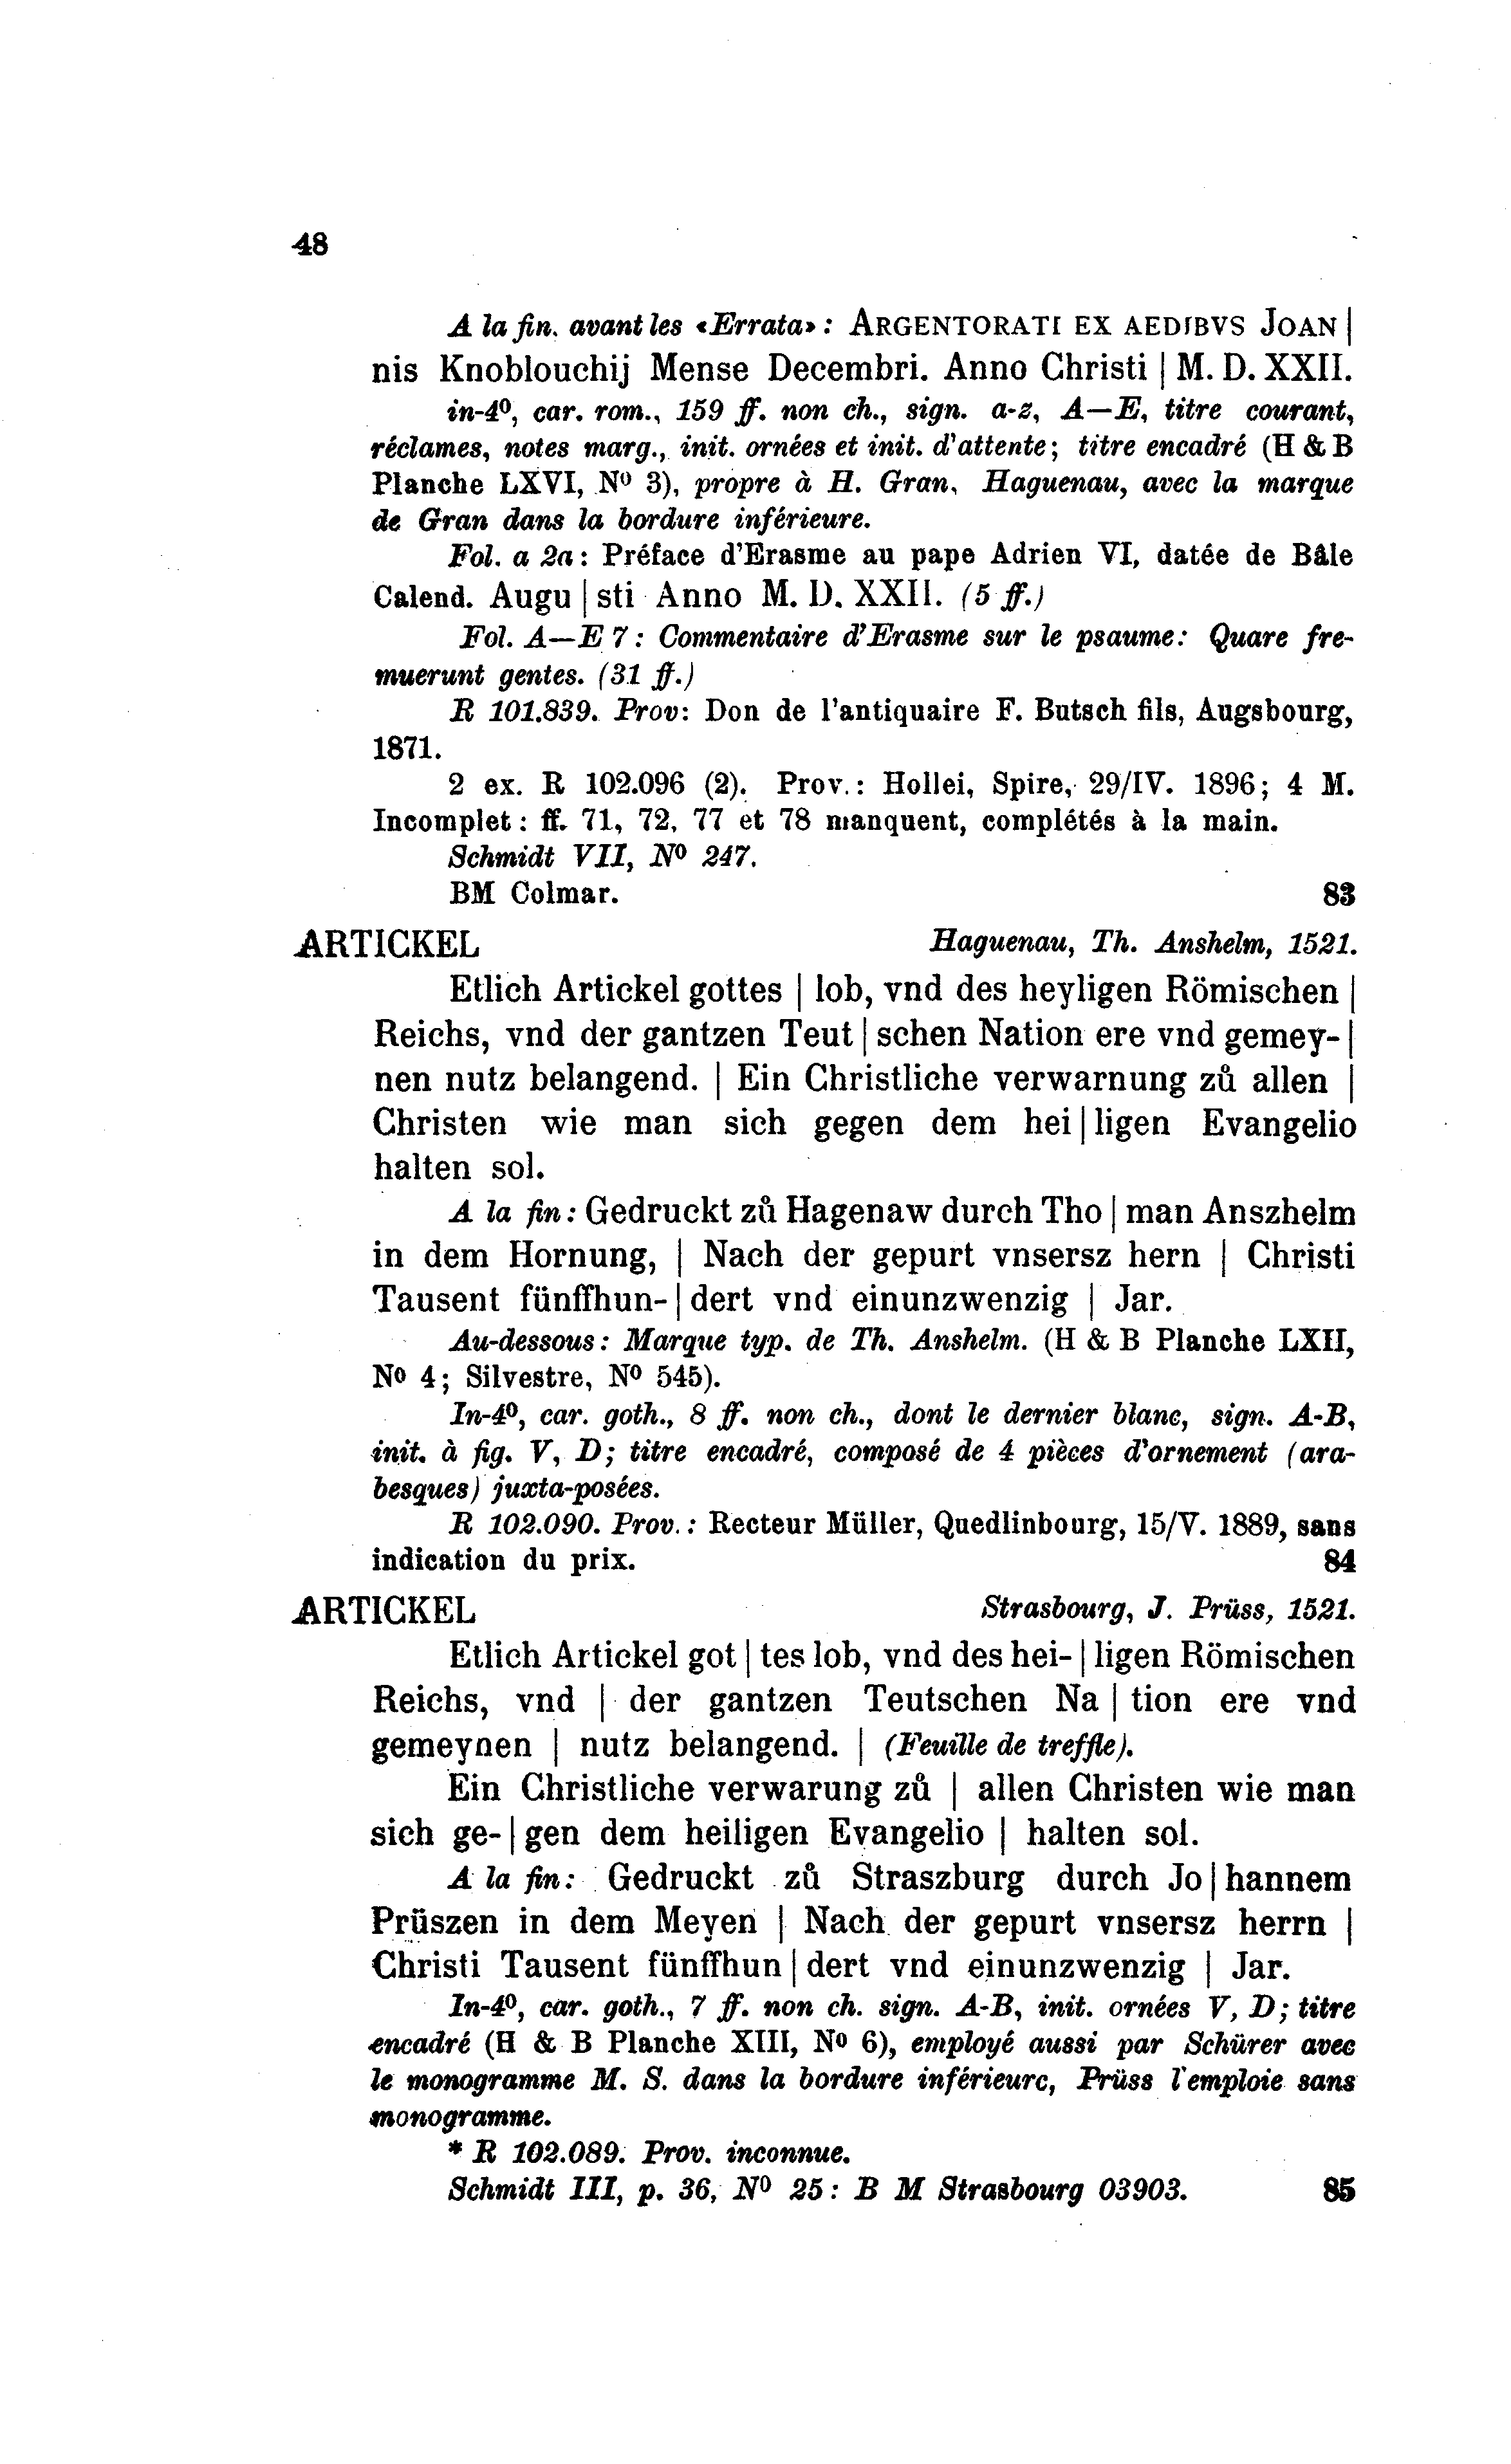 48
A la fin. avant les «Errata» : ARGENTORATI EX AEDIBVS JOAN |
nis Knoblouchij Mense Decembri. Anno Christi | M. D. XXII.
in-4º, car. rom., 159 ff. non ch., sign. a-z, A—E, titre courant,
réclames, notes marg., init. ornées et init. d'attente; titre encadré (H & B
Planche LXVI, Nº 3), propre à H. Gran, Haguenau, avec la marque
de Gran dans la bordure inférieure.
Fol. a 2a : Préface d'Erasme au pape Adrien VI, datée de Bâle
Calend. Augu | sti Anno M. D. XXII. (5 ff.)
Fol. A—E 7 : Commentaire d'Erasme sur le psaume: Quare fre-
muerunt gentes. (31 ff.)
R 101.839. Prov: Don de l'antiquaire F. Butsch fils, Augsbourg,
1871.
2 ex. R 102.096 (2). Prov.: Hollei, Spire, 29/IV. 1896; 4 M.
Incomplet : ff. 71, 72, 77 et 78 manquent, complétés à la main.
Schmidt VII, Nº 247.
BM Colmar. 83
ARTICKEL Haguenau, Th. Anshelm, 1521.
Etlich Artickel gottes | lob, vnd des heyligen Römischen |
Reichs, vnd der gantzen Teut | schen Nation ere vnd gemey- |
nen nutz belangend. | Ein Christliche verwarnung zů allen |
Christen wie man sich gegen dem hei | ligen Evangelio
halten sol.
A la fin : Gedruckt zů Hagenaw durch Tho | man Anszhelm
in dem Hornung, | Nach der gepurt vnsersz hern | Christi
Tausent fünffhun- | dert vnd einunzwenzig | Jar.
Au-dessous : Marque typ. de Th. Anshelm. (H & B Planche LXII,
Nº 4; Silvestre, Nº 545).
In-4º, car. goth., 8 ff. non ch., dont le dernier blanc, sign. A-B,
init. à fig. V, D; titre encadré, composé de 4 pièces d'ornement (ara-
besques) juxta-posées.
R 102.090. Prov. : Recteur Müller, Quedlinbourg, 15/V. 1889, sans
indication du prix. 84
ARTICKEL Strasbourg, J. Prüss, 1521.
Etlich Artickel got | tes lob, vnd des hei- | ligen Römischen
Reichs, vnd | der gantzen Teutschen Na | tion ere vnd
gemeynen | nutz belangend. | (Feuille de treffle).
Ein Christliche verwarung zů | allen Christen wie man
sich ge- | gen dem heiligen Evangelio | halten sol.
A la fin : Gedruckt zů Straszburg durch Jo | hannem
Prüszen in dem Meyen | Nach der gepurt vnsersz herrn |
Christi Tausent fünffhun | dert vnd einunzwenzig | Jar.
In-4º, car. goth., 7 ff. non ch. sign. A-B, init. ornées V, D; titre
encadré (H & B Planche XIII, Nº 6), employé aussi par Schürer avec
le monogramme M. S. dans la bordure inférieure, Prüss l'emploie sans
monogramme.
* R 102.089. Prov. inconnue.
Schmidt III, p. 36, Nº 25 : B M Strasbourg 03903. 85